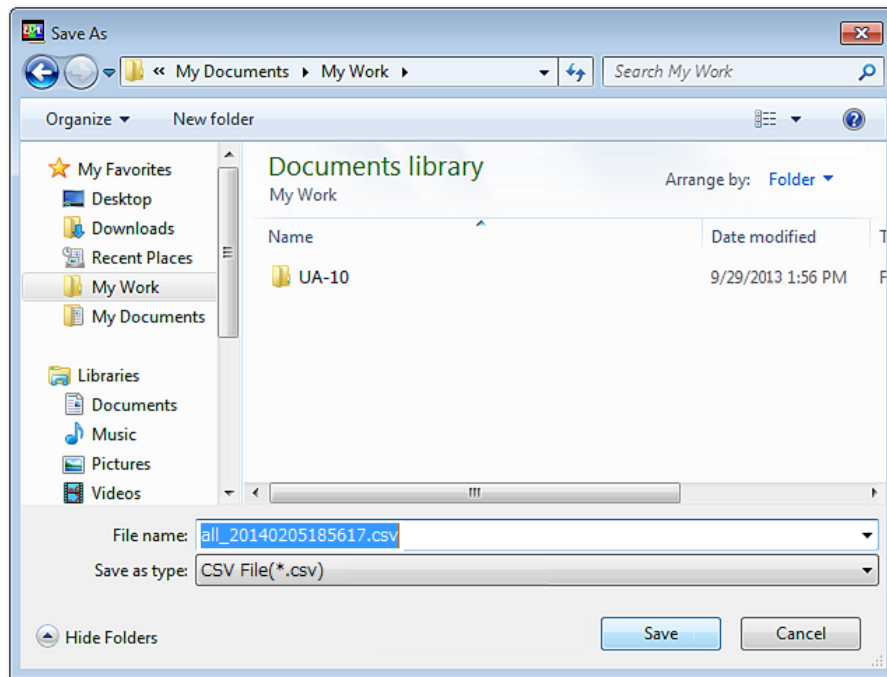 Save As
« My Documents ▸ My Work ▸
Search My Work
Organize
New folder
My Favorites
Desktop
Downloads
Recent Places
My Work
My Documents
Libraries
Documents
Music
Pictures
Videos
Documents library
My Work
Arrange by: Folder
Name
Date modified
T
UA-10
9/29/2013 1:56 PM
F
File name: all_20140205185617.csv
Save as type: CSV File(*.csv)
Hide Folders
Save
Cancel